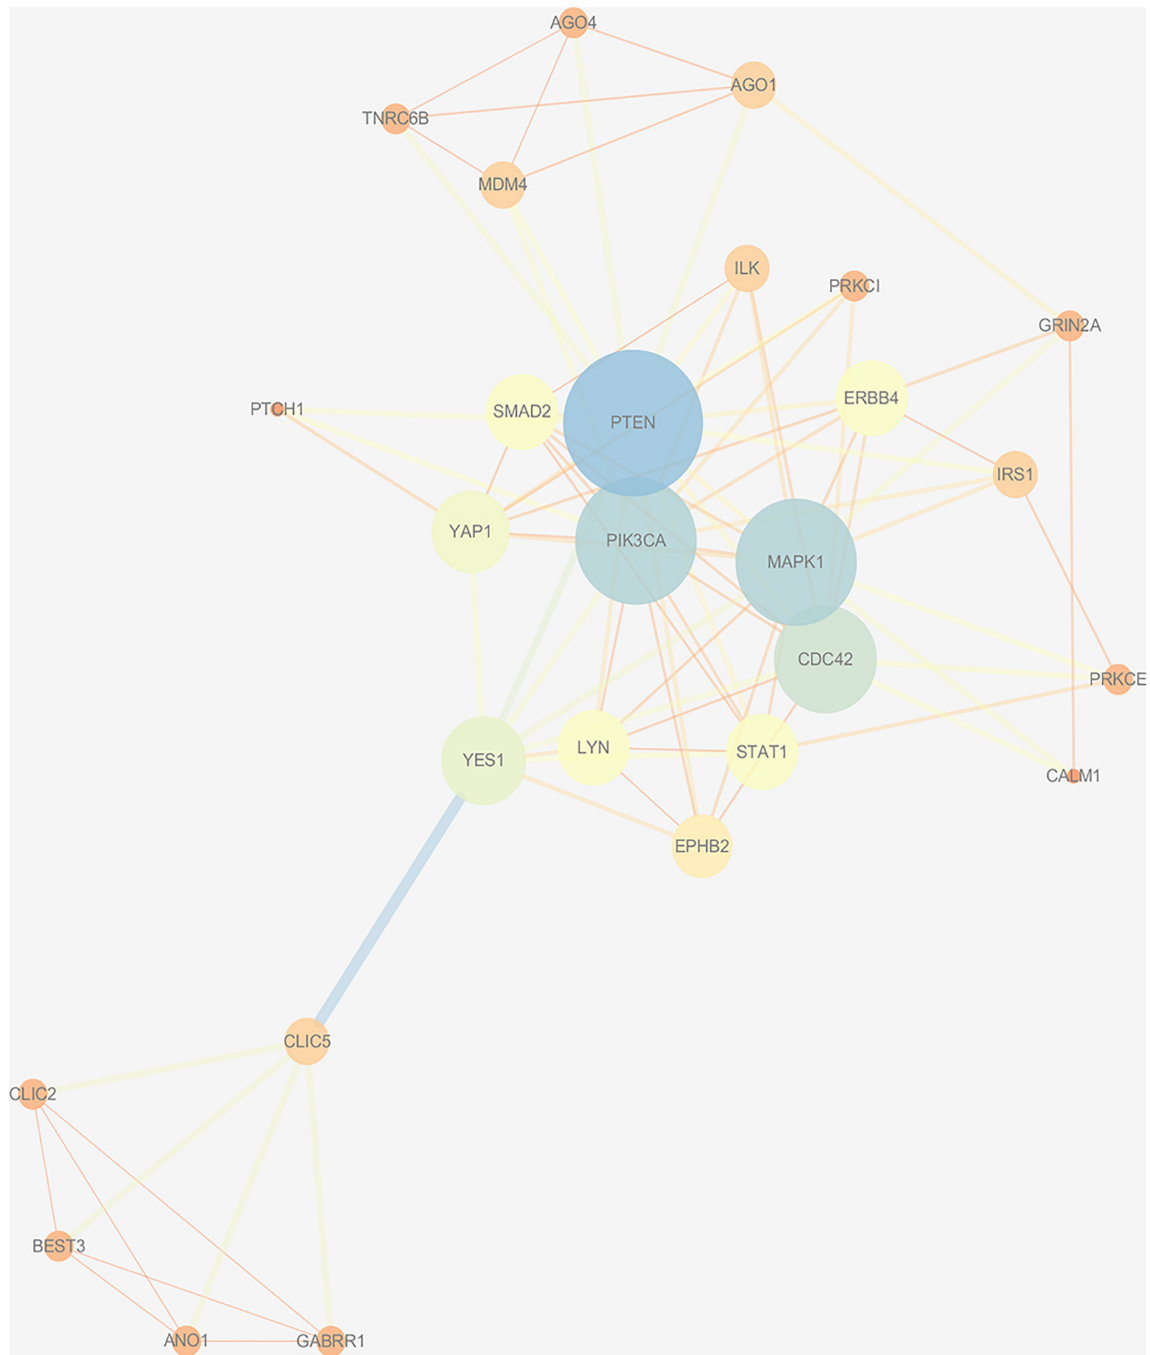 AGO4
AGO1
TNRC6B
MDM4
ILK
PRKCI
GRIN2A
ERBB4
PTCH1
SMAD2
PTEN
IRS1
YAP1
PIK3CA
MAPK1
CDC42
PRKCE
LYN
STAT1
YES1
CALM1
EPHB2
CLIC5
CLIC2
BEST3
ANO1
GABRR1